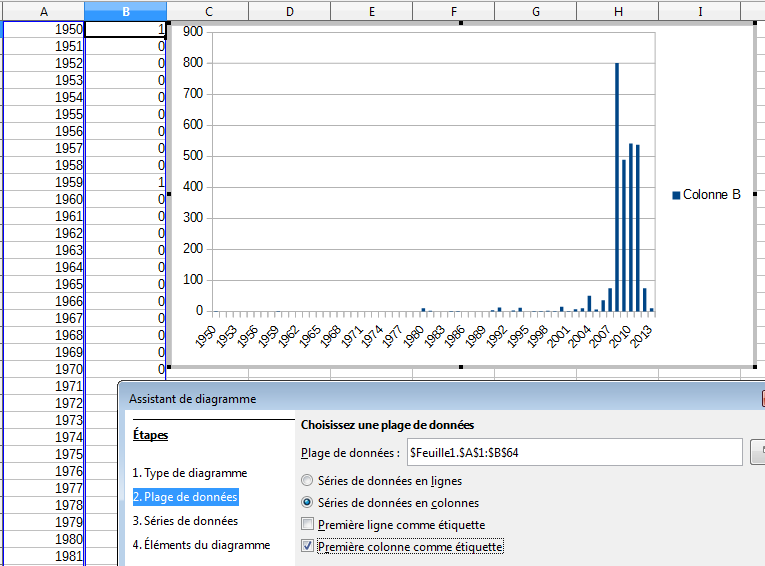 A B C D E F G H I
1950 1
1951 0
1952 0
1953 0
1954 0
1955 0
1956 0
1957 0
1958 0
1959 1
1960 0
1961 0
1962 0
1963 0
1964 0
1965 0
1966 0
1967 0
1968 0
1969 0
1970 0
1971
1972
1973
1974
1975
1976
1977
1978
1979
1980
1981
900
800
700
600
500
400
300
200
100
0
1950 1953 1956 1959 1962 1965 1968 1971 1974 1977 1980 1983 1986 1989 1992 1995 1998 2001 2004 2007 2010 2013
Colonne B
Assistant de diagramme
Étapes
1. Type de diagramme
2. Plage de données
3. Séries de données
4. Éléments du diagramme
Choisissez une plage de données
Plage de données : $Feuille1.$A$1:$B$64
Séries de données en lignes
Séries de données en colonnes
Première ligne comme étiquette
Première colonne comme étiquette